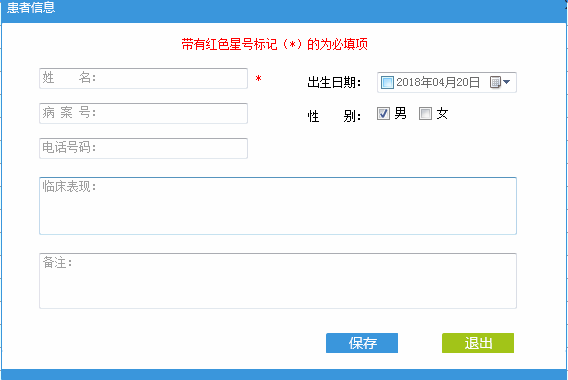 患者信息
带有红色星号标记（*）的为必填项
姓　　名： *
出生日期： 2018年04月20日
病 案 号：
性　　别： 男 女
电话号码：
临床表现：
备注：
保存 退出